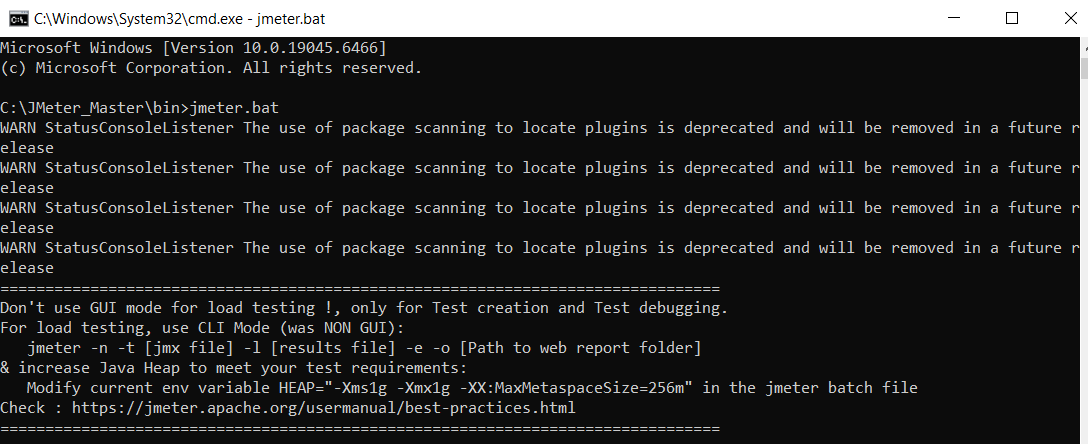 C:\Windows\System32\cmd.exe - jmeter.bat
Microsoft Windows [Version 10.0.19045.6466]
(c) Microsoft Corporation. All rights reserved.
C:\JMeter_Master\bin>jmeter.bat
WARN StatusConsoleListener The use of package scanning to locate plugins is deprecated and will be removed in a future r
elease
WARN StatusConsoleListener The use of package scanning to locate plugins is deprecated and will be removed in a future r
elease
WARN StatusConsoleListener The use of package scanning to locate plugins is deprecated and will be removed in a future r
elease
WARN StatusConsoleListener The use of package scanning to locate plugins is deprecated and will be removed in a future r
elease
================================================================================
Don't use GUI mode for load testing !, only for Test creation and Test debugging.
For load testing, use CLI Mode (was NON GUI):
   jmeter -n -t [jmx file] -l [results file] -e -o [Path to web report folder]
& increase Java Heap to meet your test requirements:
   Modify current env variable HEAP="-Xms1g -Xmx1g -XX:MaxMetaspaceSize=256m" in the jmeter batch file
Check : https://jmeter.apache.org/usermanual/best-practices.html
================================================================================